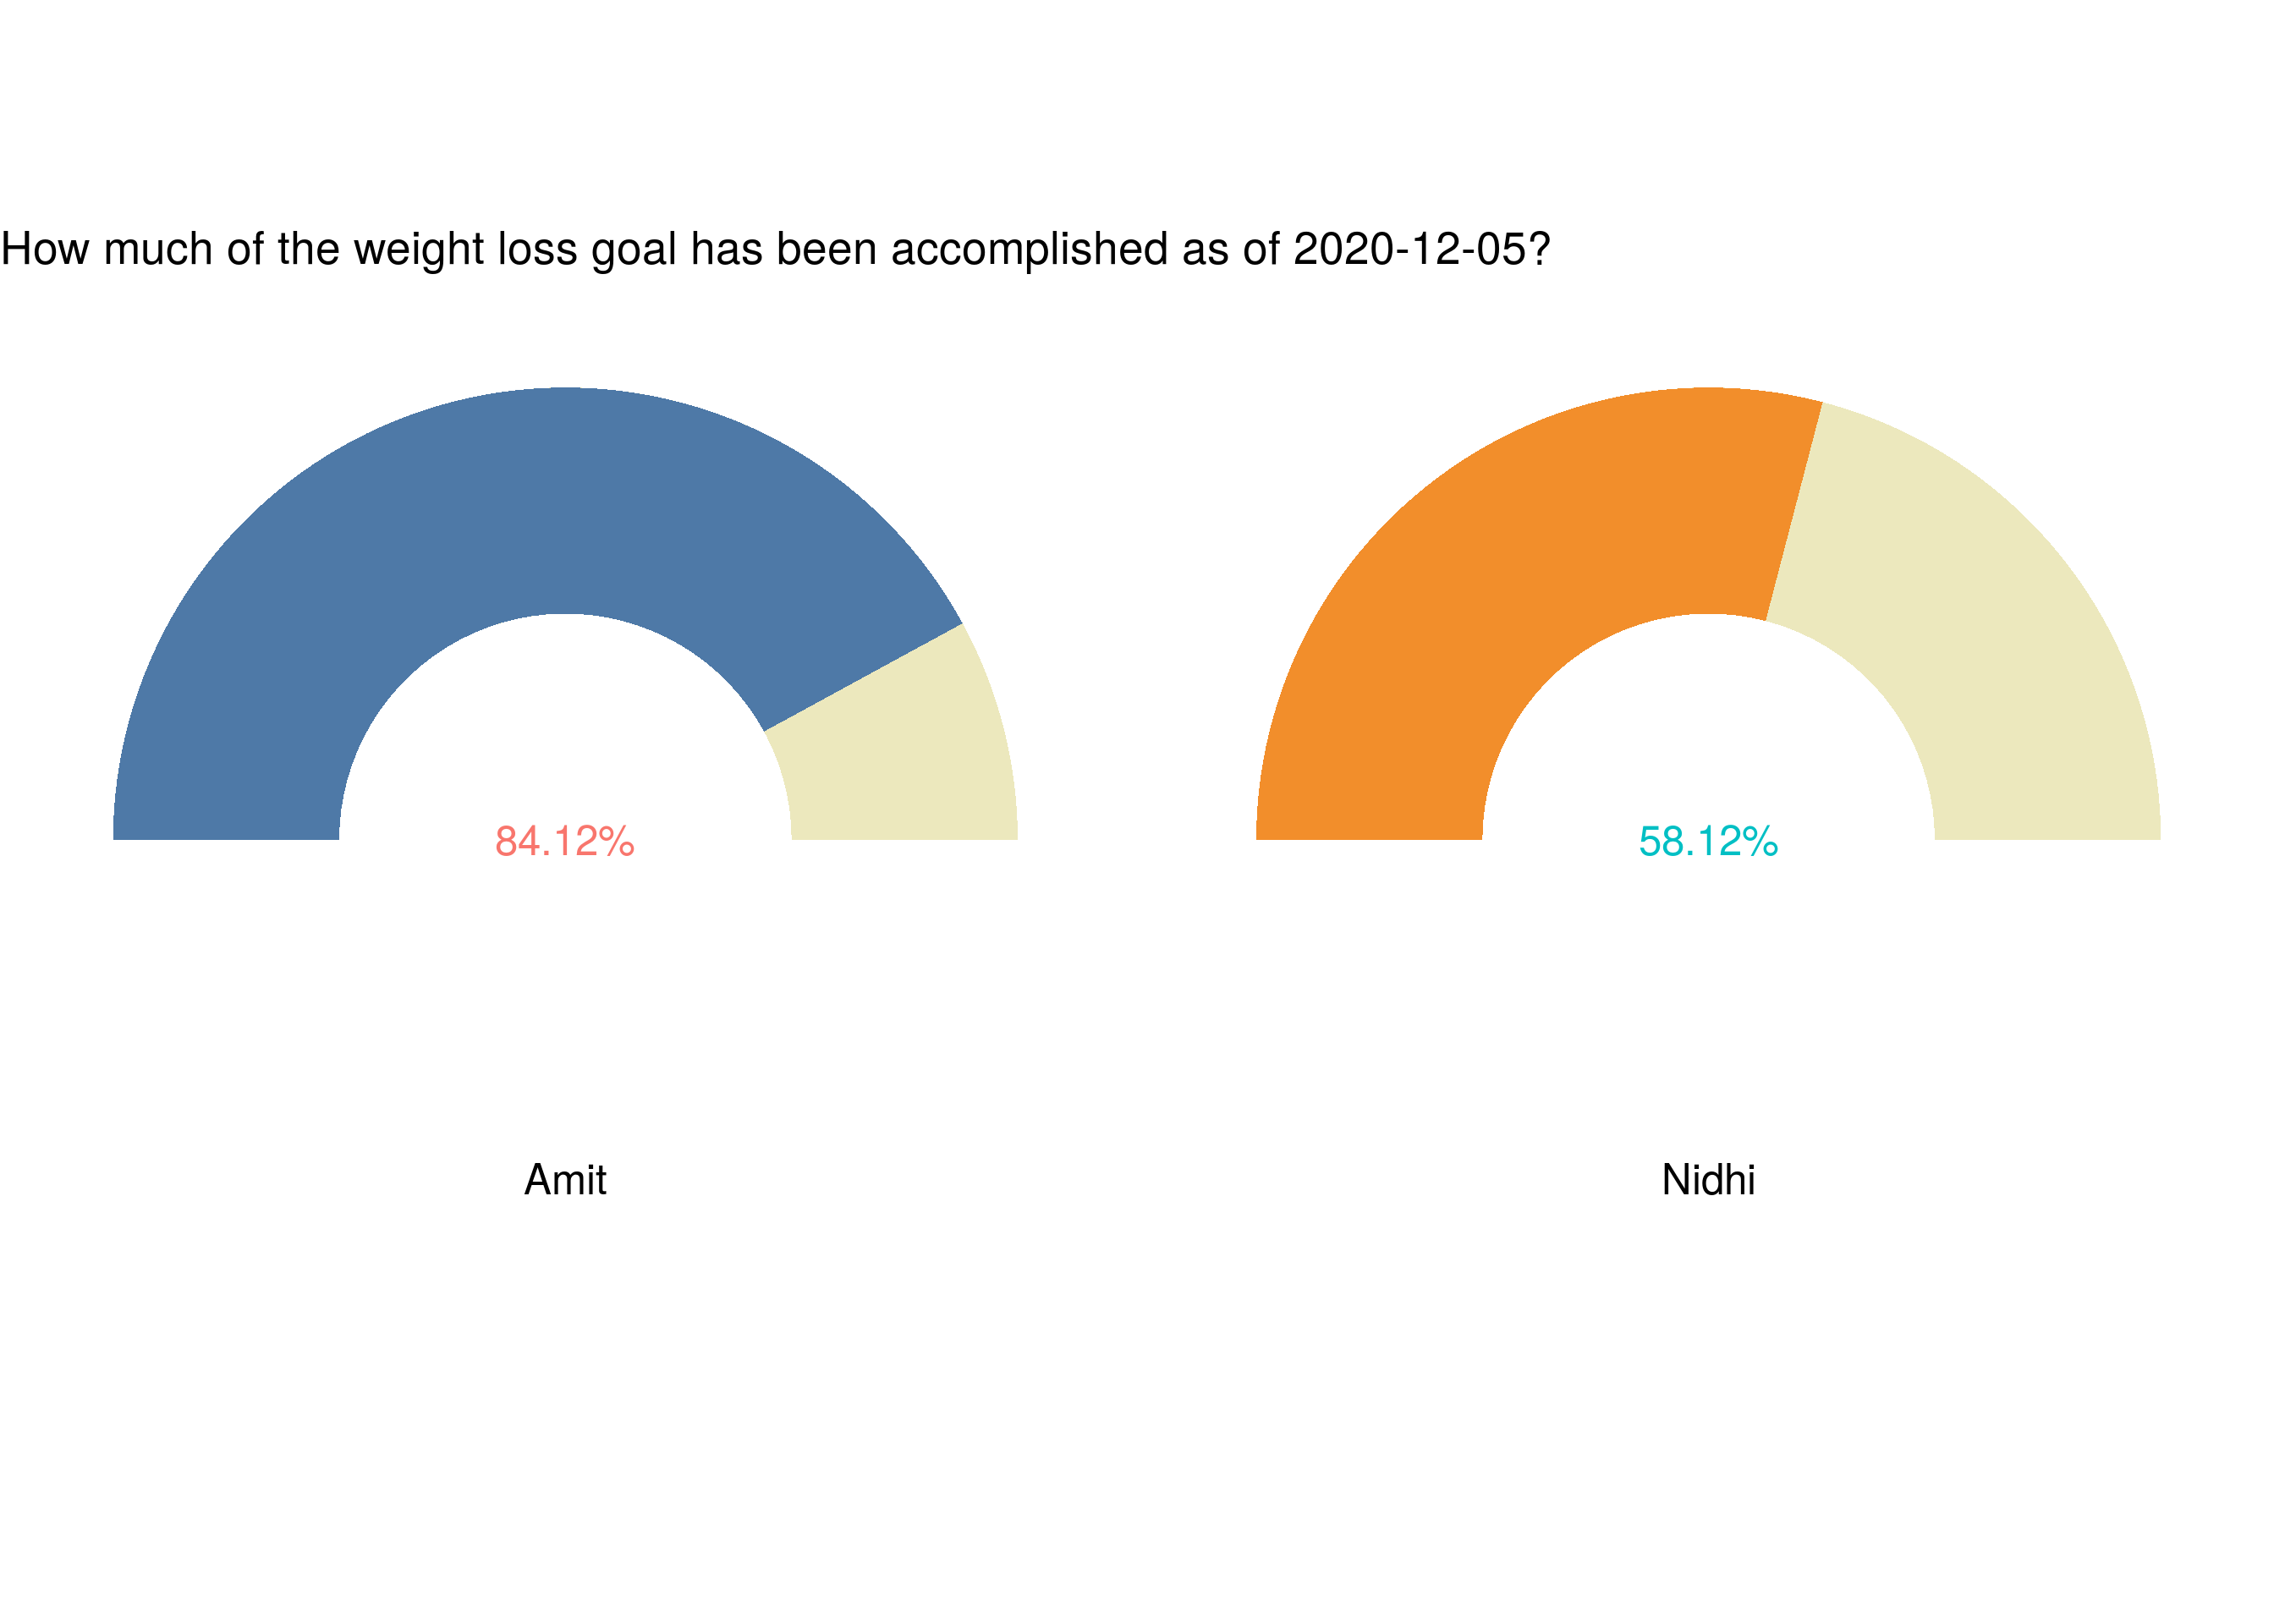 How much of the weight loss goal has been accomplished as of 2020-12-05?
84.12%
58.12%
Amit
Nidhi